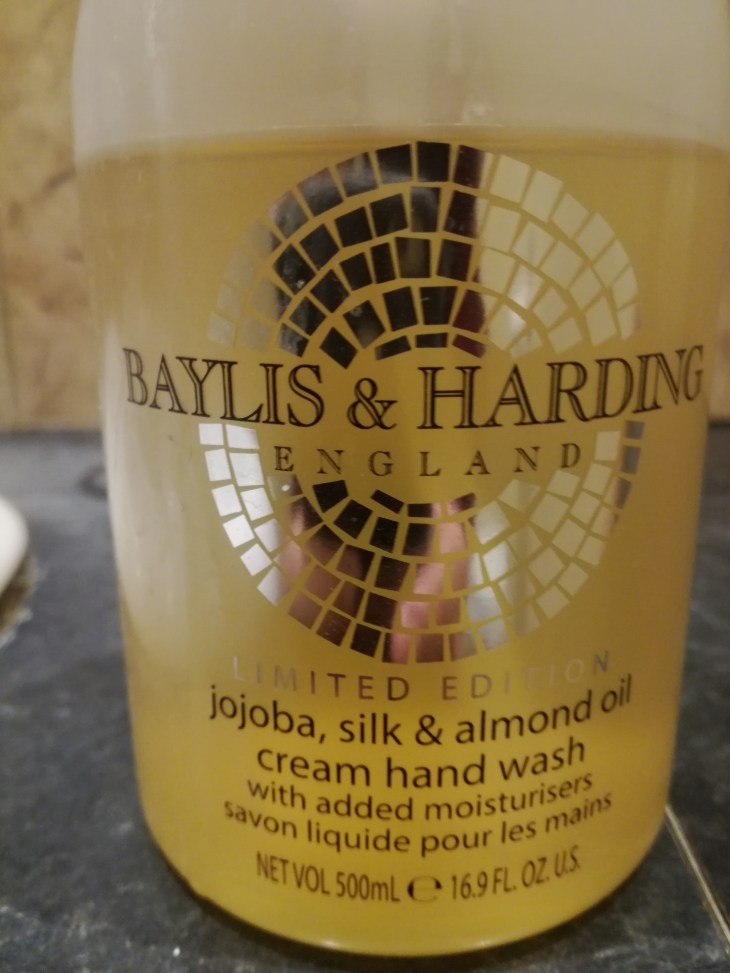 BAYLIS & HARDING
ENGLAND
LIMITED EDITION
jojoba, silk & almond oil
cream hand wash
with added moisturisers
savon liquide pour les mains
NET VOL 500mL ℮ 16.9 FL. OZ. U.S.